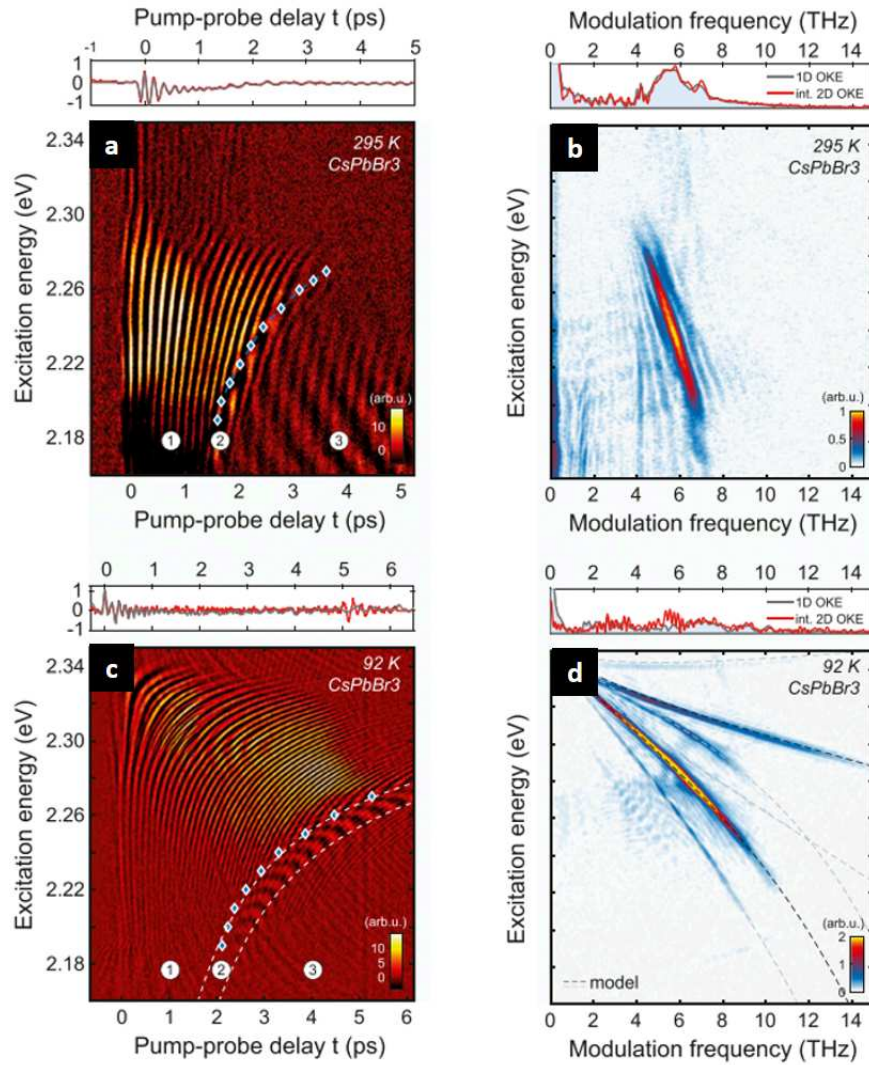 Pump-probe delay t (ps)
-1 0 1 2 3 4 5
1
0
-1
a
295 K
CsPbBr3
Excitation energy (eV)
2.34
2.30
2.26
2.22
2.18
(arb.u.)
10
0
1 2 3
0 1 2 3 4 5
Pump-probe delay t (ps)
Modulation frequency (THz)
0 2 4 6 8 10 12 14
1D OKE
int. 2D OKE
b
295 K
CsPbBr3
Excitation energy (eV)
(arb.u.)
1
0.5
0
0 2 4 6 8 10 12 14
Modulation frequency (THz)
0 1 2 3 4 5 6
1
0
-1
c
92 K
CsPbBr3
Excitation energy (eV)
2.34
2.30
2.26
2.22
2.18
(arb.u.)
10
5
0
1 2 3
0 1 2 3 4 5 6
Pump-probe delay t (ps)
0 2 4 6 8 10 12 14
1D OKE
int. 2D OKE
d
92 K
CsPbBr3
Excitation energy (eV)
(arb.u.)
2
1
0
model
0 2 4 6 8 10 12 14
Modulation frequency (THz)